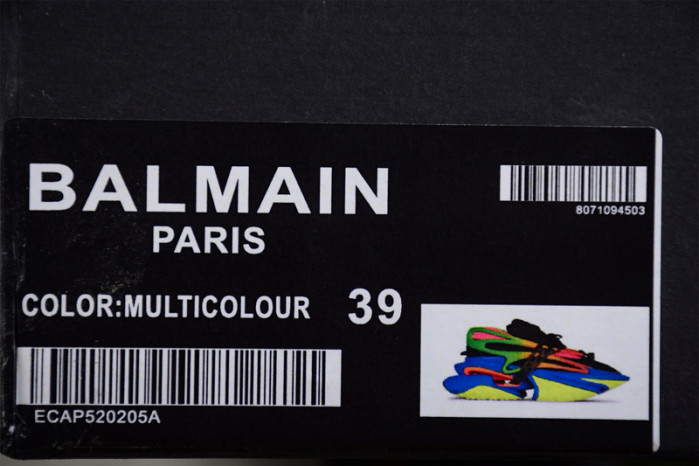 BALMAIN
PARIS
8071094503
COLOR:MULTICOLOUR 39
ECAP520205A